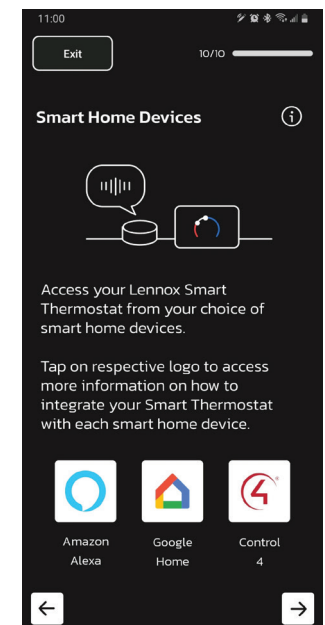 11:00
Exit
10/10
Smart Home Devices
Access your Lennox Smart
Thermostat from your choice of
smart home devices.
Tap on respective logo to access
more information on how to
integrate your Smart Thermostat
with each smart home device.
Amazon
Alexa
Google
Home
Control
4